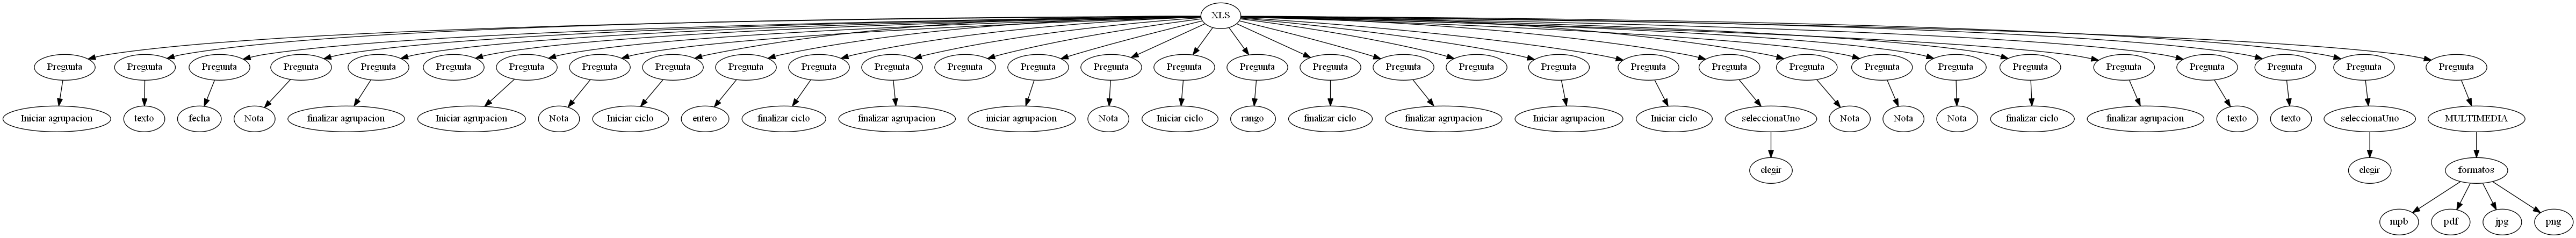 XLS
Pregunta Pregunta Pregunta Pregunta Pregunta Pregunta Pregunta Pregunta Pregunta Pregunta Pregunta Pregunta Pregunta Pregunta Pregunta Pregunta Pregunta Pregunta Pregunta Pregunta Pregunta Pregunta Pregunta Pregunta Pregunta Pregunta Pregunta Pregunta Pregunta Pregunta Pregunta Pregunta
Iniciar agrupacion texto fecha Nota finalizar agrupacion Iniciar agrupacion Nota Iniciar ciclo entero finalizar ciclo finalizar agrupacion iniciar agrupacion Nota Iniciar ciclo rango finalizar ciclo finalizar agrupacion Iniciar agrupacion Iniciar ciclo seleccionaUno Nota Nota Nota finalizar ciclo finalizar agrupacion texto texto seleccionaUno MULTIMEDIA
elegir elegir formatos
mpb pdf jpg png